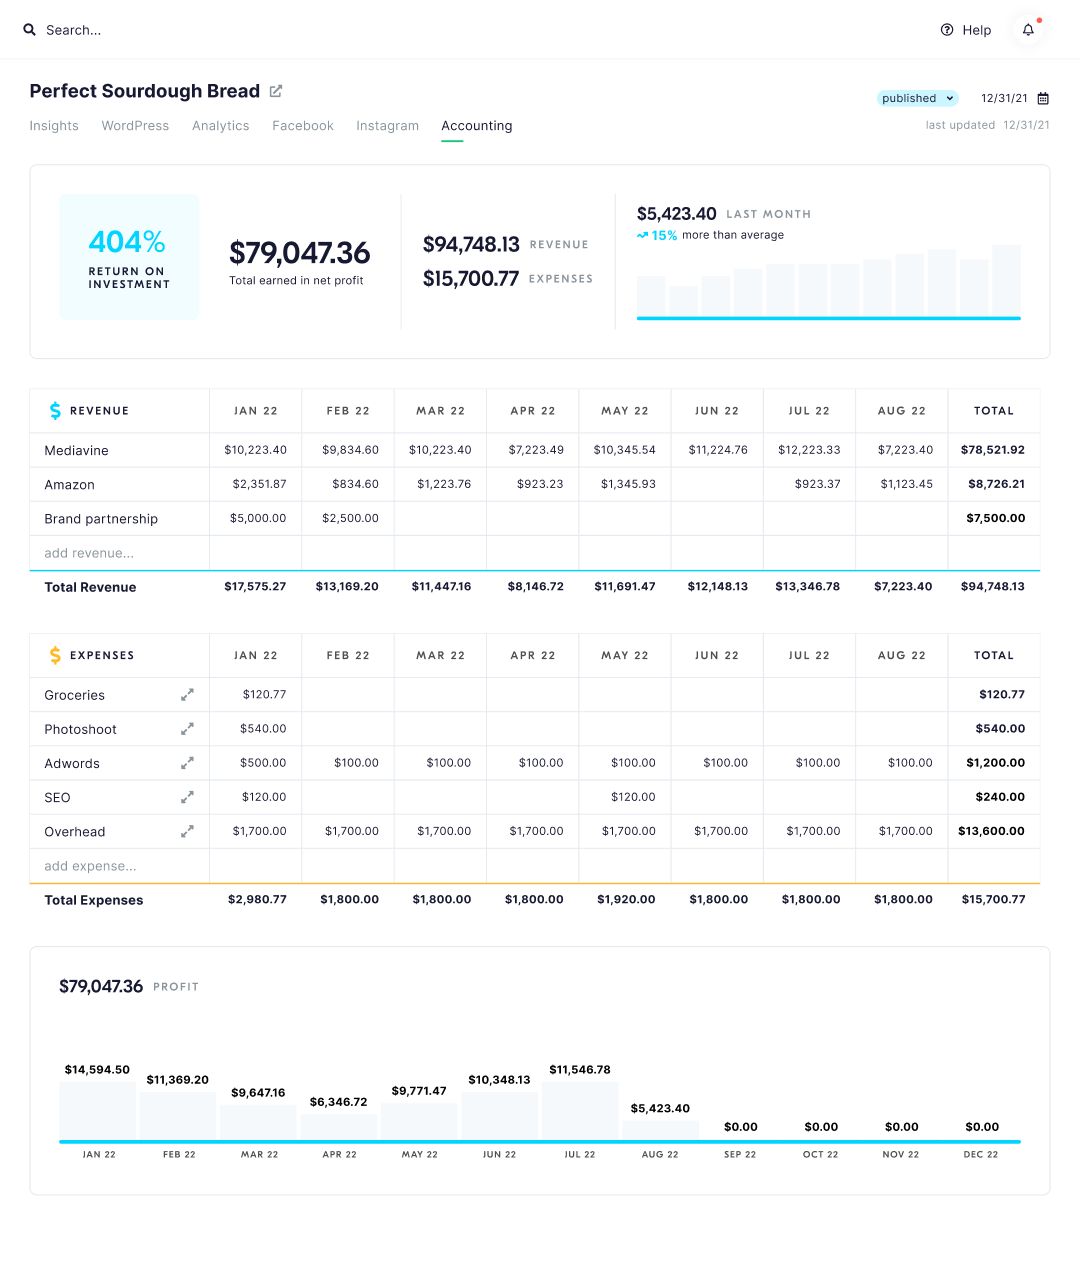 Search... Help
Perfect Sourdough Bread
published 12/31/21
Insights WordPress Analytics Facebook Instagram Accounting
last updated 12/31/21
404%
RETURN ON
INVESTMENT
$79,047.36
Total earned in net profit
$94,748.13 REVENUE
$15,700.77 EXPENSES
$5,423.40 LAST MONTH
15% more than average
$ REVENUE JAN 22 FEB 22 MAR 22 APR 22 MAY 22 JUN 22 JUL 22 AUG 22 TOTAL
Mediavine $10,223.40 $9,834.60 $10,223.40 $7,223.49 $10,345.54 $11,224.76 $12,223.33 $7,223.40 $78,521.92
Amazon $2,351.87 $834.60 $1,223.76 $923.23 $1,345.93 $923.37 $1,123.45 $8,726.21
Brand partnership $5,000.00 $2,500.00 $7,500.00
add revenue...
Total Revenue $17,575.27 $13,169.20 $11,447.16 $8,146.72 $11,691.47 $12,148.13 $13,346.78 $7,223.40 $94,748.13
$ EXPENSES JAN 22 FEB 22 MAR 22 APR 22 MAY 22 JUN 22 JUL 22 AUG 22 TOTAL
Groceries $120.77 $120.77
Photoshoot $540.00 $540.00
Adwords $500.00 $100.00 $100.00 $100.00 $100.00 $100.00 $100.00 $100.00 $1,200.00
SEO $120.00 $120.00 $240.00
Overhead $1,700.00 $1,700.00 $1,700.00 $1,700.00 $1,700.00 $1,700.00 $1,700.00 $1,700.00 $13,600.00
add expense...
Total Expenses $2,980.77 $1,800.00 $1,800.00 $1,800.00 $1,920.00 $1,800.00 $1,800.00 $1,800.00 $15,700.77
$79,047.36 PROFIT
$14,594.50 $11,369.20 $9,647.16 $6,346.72 $9,771.47 $10,348.13 $11,546.78 $5,423.40 $0.00 $0.00 $0.00 $0.00
JAN 22 FEB 22 MAR 22 APR 22 MAY 22 JUN 22 JUL 22 AUG 22 SEP 22 OCT 22 NOV 22 DEC 22